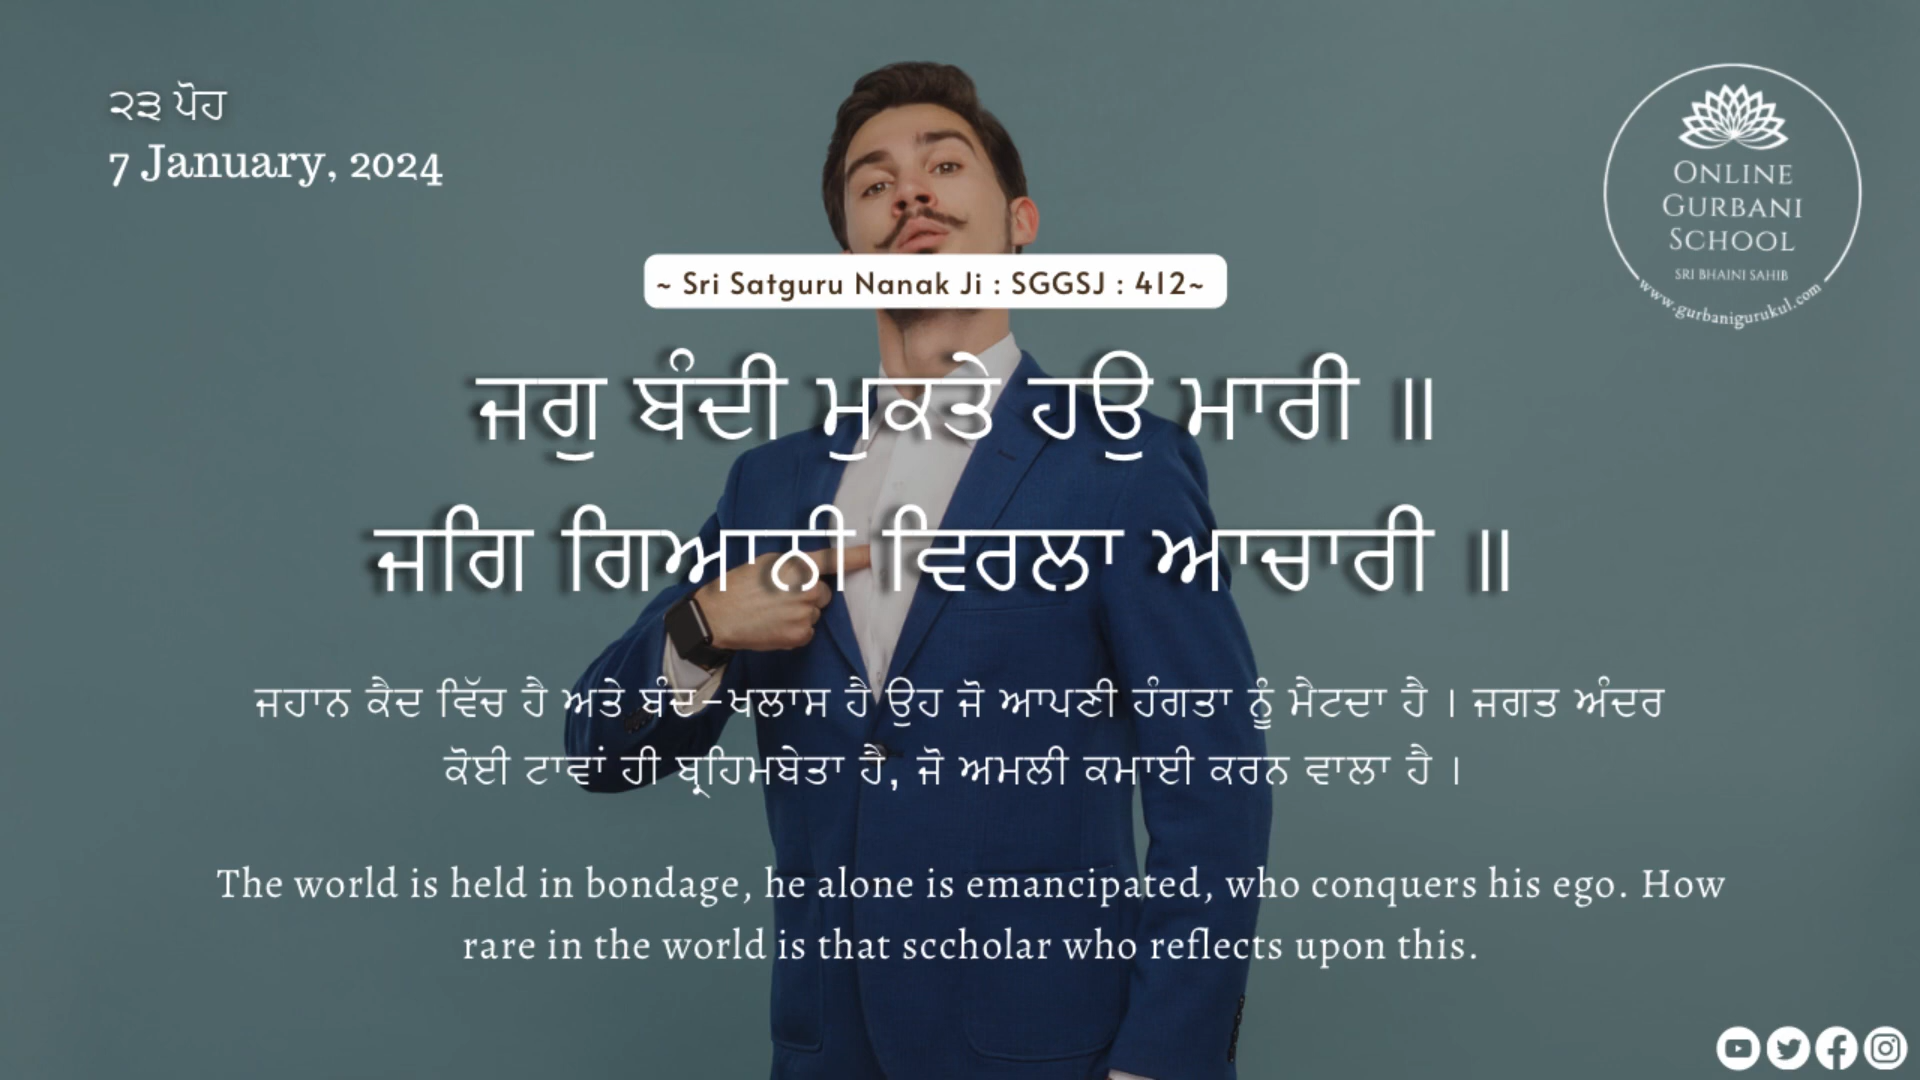 ੨੩ ਪੋਹ
7 January, 2024
ONLINE
GURBANI
SCHOOL
SRI BHAINI SAHIB
www.gurbanigurukul.com
~ Sri Satguru Nanak Ji : SGGSJ : 412~
ਜਗੁ ਬੰਦੀ ਮੁਕਤੇ ਹਉ ਮਾਰੀ ॥
ਜਗਿ ਗਿਆਨੀ ਵਿਰਲਾ ਆਚਾਰੀ ॥
ਜਹਾਨ ਕੈਦ ਵਿੱਚ ਹੈ ਅਤੇ ਬੰਦ-ਖਲਾਸ ਹੈ ਉਹ ਜੋ ਆਪਣੀ ਹੰਗਤਾ ਨੂੰ ਮੈਟਦਾ ਹੈ । ਜਗਤ ਅੰਦਰ
ਕੋਈ ਟਾਵਾਂ ਹੀ ਬ੍ਰਹਿਮਬੇਤਾ ਹੈ, ਜੋ ਅਮਲੀ ਕਮਾਈ ਕਰਨ ਵਾਲਾ ਹੈ ।
The world is held in bondage, he alone is emancipated, who conquers his ego. How
rare in the world is that sccholar who reflects upon this.